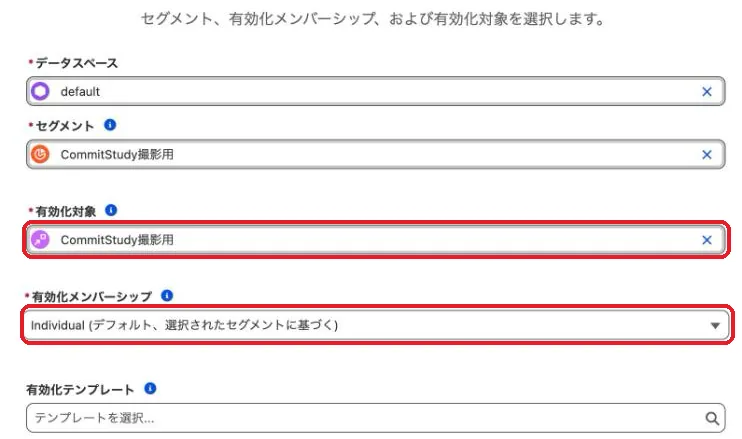 セグメント、有効化メンバーシップ、および有効化対象を選択します。
*データスペース
default
*セグメント
CommitStudy撮影用
*有効化対象
CommitStudy撮影用
*有効化メンバーシップ
Individual (デフォルト、選択されたセグメントに基づく)
有効化テンプレート
テンプレートを選択...